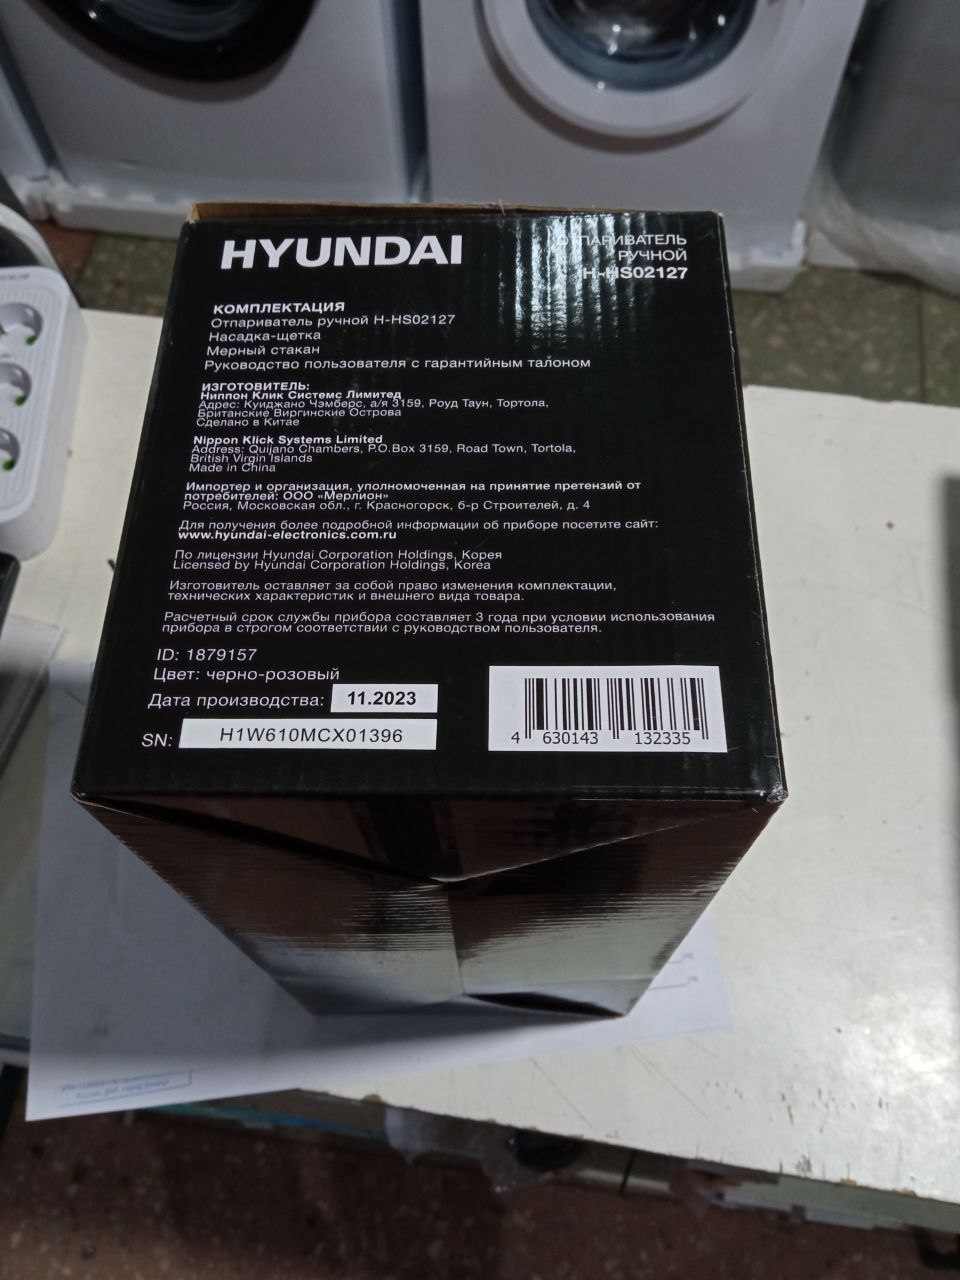 HYUNDAI
ОТПАРИВАТЕЛЬ
РУЧНОЙ
H-HS02127
КОМПЛЕКТАЦИЯ
Отпариватель ручной H-HS02127
Насадка-щетка
Мерный стакан
Руководство пользователя с гарантийным талоном
ИЗГОТОВИТЕЛЬ:
Ниппон Клик Системс Лимитед
Адрес: Куиджано Чэмберс, а/я 3159, Роуд Таун, Тортола,
Британские Виргинские Острова
Сделано в Китае
Nippon Klick Systems Limited
Address: Quijano Chambers, P.O.Box 3159, Road Town, Tortola,
British Virgin Islands
Made in China
Импортер и организация, уполномоченная на принятие претензий от
потребителей: ООО «Мерлион»
Россия, Московская обл., г. Красногорск, б-р Строителей, д. 4
Для получения более подробной информации об приборе посетите сайт:
www.hyundai-electronics.com.ru
По лицензии Hyundai Corporation Holdings, Корея
Licensed by Hyundai Corporation Holdings, Korea
Изготовитель оставляет за собой право изменения комплектации,
технических характеристик и внешнего вида товара.
Расчетный срок службы прибора составляет 3 года при условии использования
прибора в строгом соответствии с руководством пользователя.
ID: 1879157
Цвет: черно-розовый
Дата производства: 11.2023
SN: H1W610MCX01396
4 630143 132335